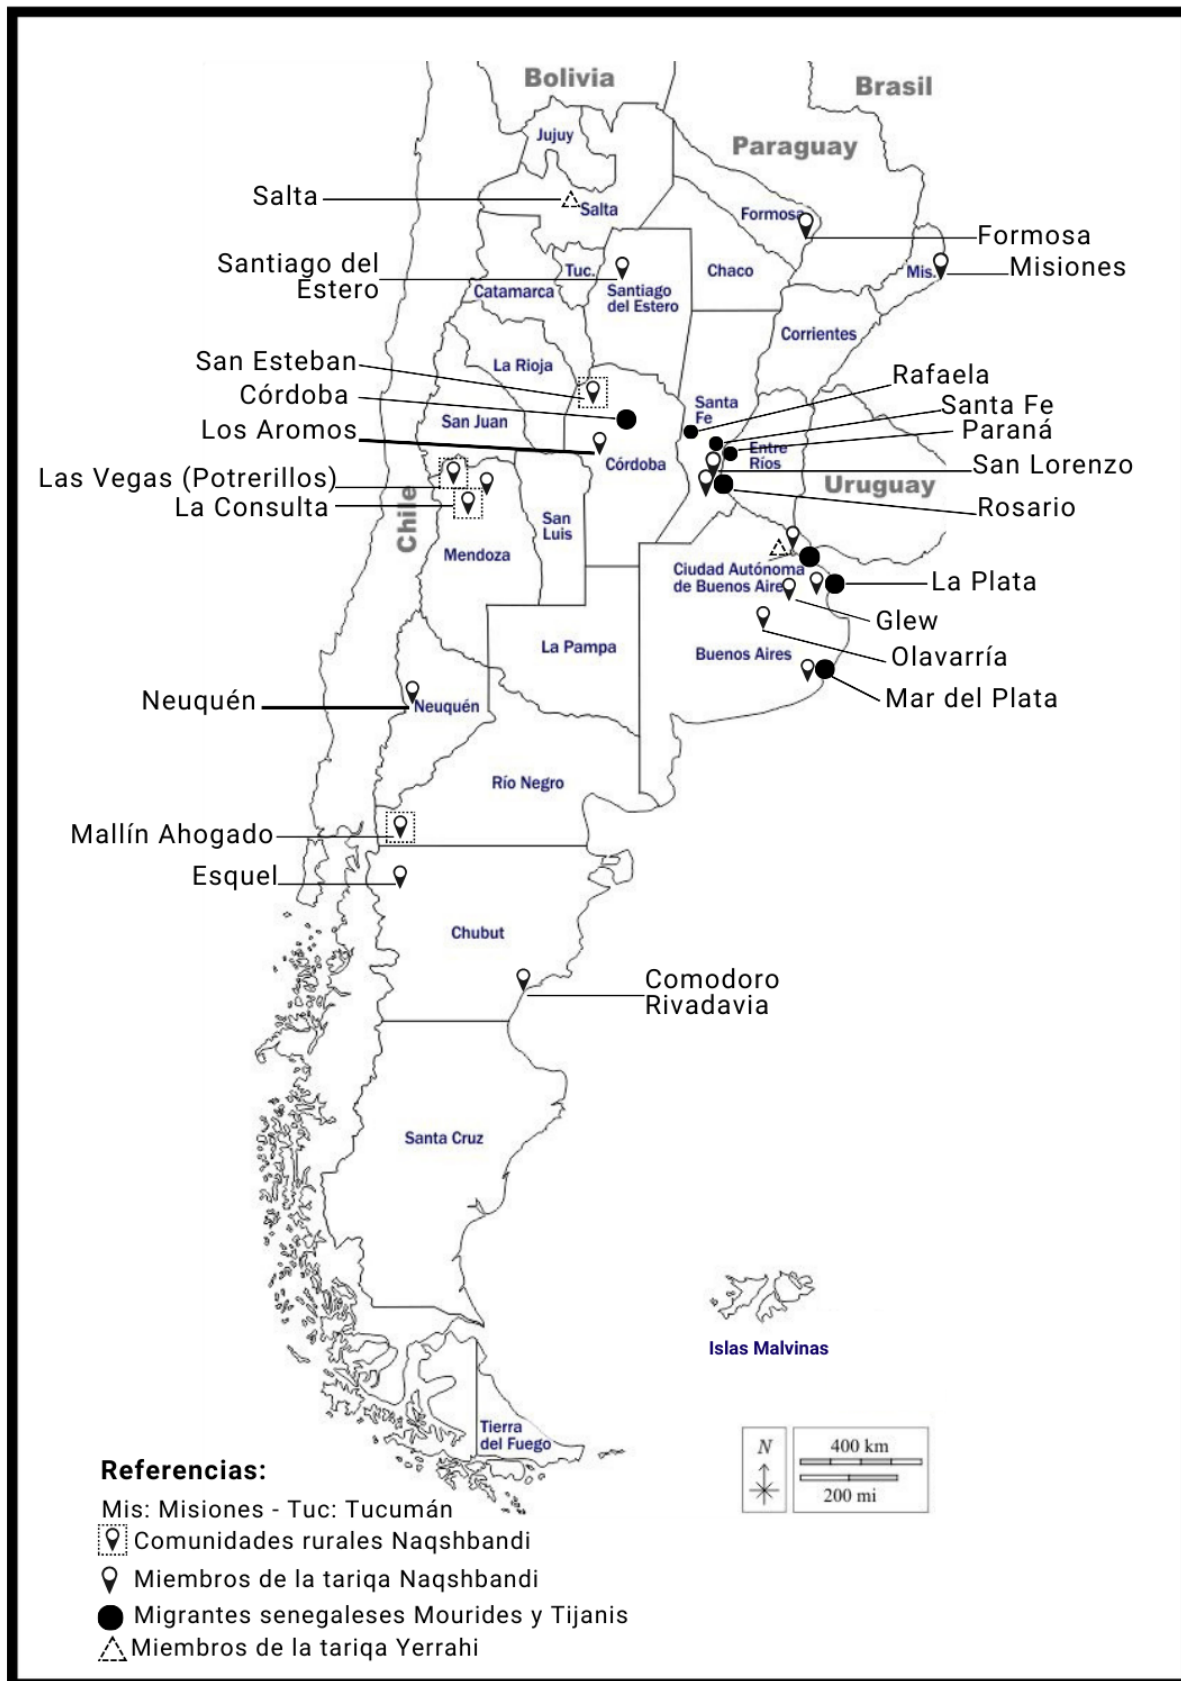 Bolivia
Brasil
Jujuy
Paraguay
Salta
Salta
Formosa
Formosa
Santiago del
Estero
Tuc.
Chaco
Mis.
Misiones
Catamarca
Santiago
del Estero
Corrientes
San Esteban
La Rioja
Rafaela
Córdoba
Santa
Fe
Santa Fe
San Juan
Paraná
Los Aromos
Entre
Ríos
Córdoba
San Lorenzo
Las Vegas (Potrerillos)
Uruguay
La Consulta
Rosario
Chile
San
Luis
Mendoza
Ciudad Autónoma
de Buenos Aires
La Plata
Glew
La Pampa
Buenos Aires
Olavarría
Neuquén
Neuquén
Mar del Plata
Río Negro
Mallín Ahogado
Esquel
Chubut
Comodoro
Rivadavia
Santa Cruz
Islas Malvinas
Tierra
del Fuego
N
400 km
200 mi
Referencias:
Mis: Misiones - Tuc: Tucumán
Comunidades rurales Naqshbandi
Miembros de la tariqa Naqshbandi
Migrantes senegaleses Mourides y Tijanis
Miembros de la tariqa Yerrahi